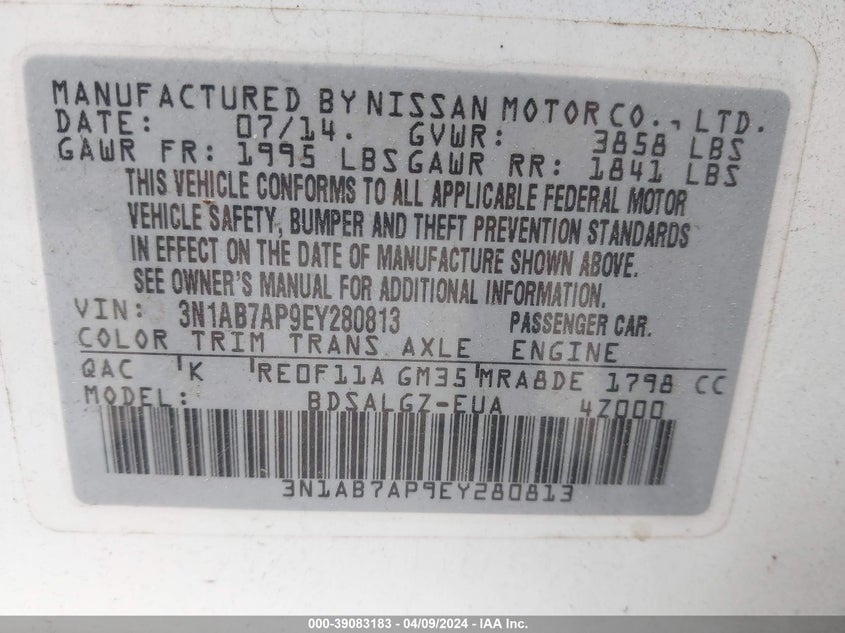 MANUFACTURED BY NISSAN MOTOR CO., LTD.
DATE: 07/14. GVWR: 3858 LBS
GAWR FR: 1995 LBS GAWR RR: 1841 LBS
THIS VEHICLE CONFORMS TO ALL APPLICABLE FEDERAL MOTOR
VEHICLE SAFETY, BUMPER AND THEFT PREVENTION STANDARDS
IN EFFECT ON THE DATE OF MANUFACTURE SHOWN ABOVE.
SEE OWNER'S MANUAL FOR ADDITIONAL INFORMATION.
VIN: 3N1AB7AP9EY280813 PASSENGER CAR.
COLOR TRIM TRANS AXLE ENGINE
QAC K RE0F11A GM35 MRA8DE 1798 CC
MODEL: BDSALGZ-EUA 4Z000
3N1AB7AP9EY280813
000-39083183 - 04/09/2024 - IAA Inc.